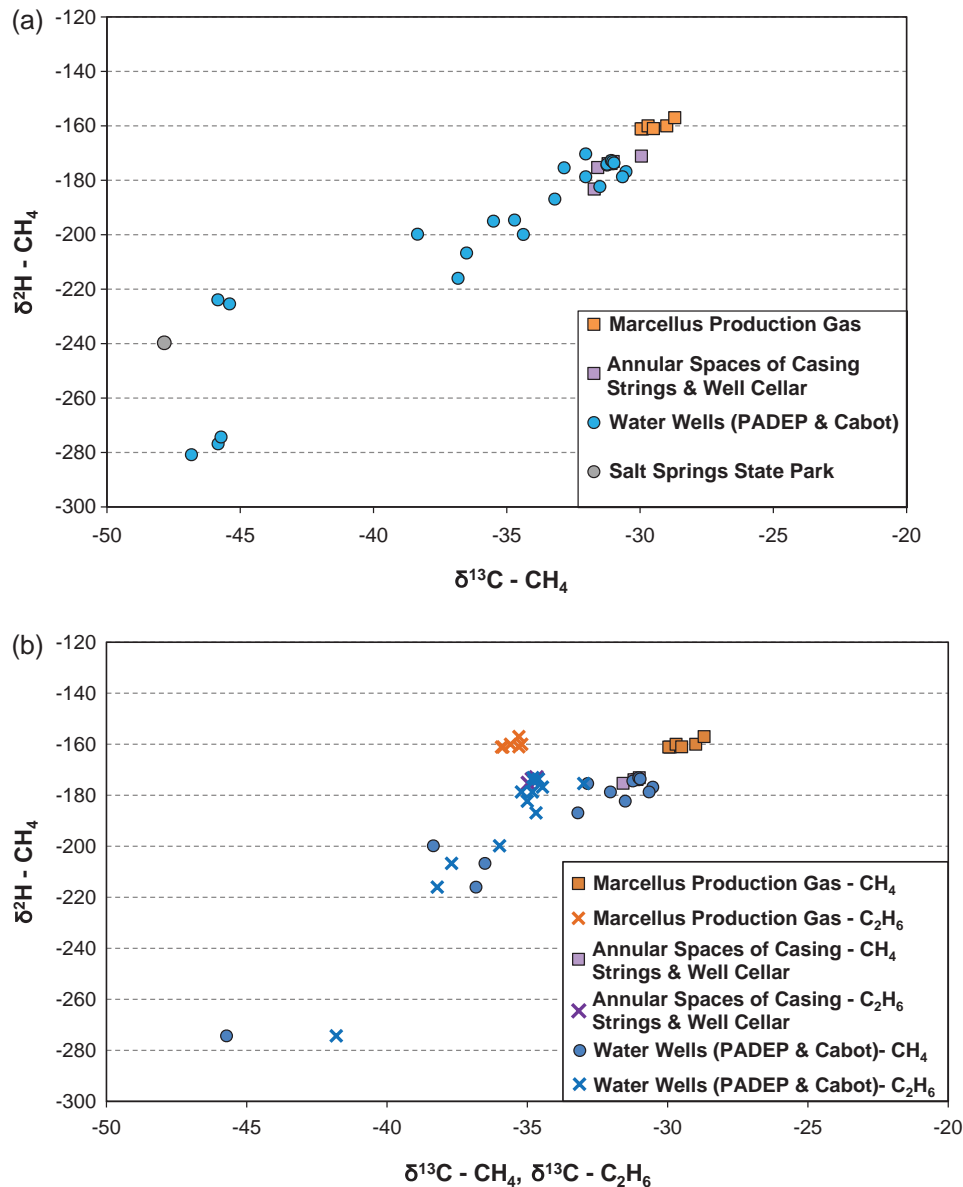 (a)
-120
-140
-160
-180
-200
-220
-240
-260
-280
-300
δ²H - CH₄
Marcellus Production Gas
Annular Spaces of Casing
Strings & Well Cellar
Water Wells (PADEP & Cabot)
Salt Springs State Park
-50 -45 -40 -35 -30 -25 -20
δ¹³C - CH₄
(b)
-120
-140
-160
-180
-200
-220
-240
-260
-280
-300
δ²H - CH₄
Marcellus Production Gas - CH₄
Marcellus Production Gas - C₂H₆
Annular Spaces of Casing - CH₄
Strings & Well Cellar
Annular Spaces of Casing - C₂H₆
Strings & Well Cellar
Water Wells (PADEP & Cabot)- CH₄
Water Wells (PADEP & Cabot)- C₂H₆
-50 -45 -40 -35 -30 -25 -20
δ¹³C - CH₄, δ¹³C - C₂H₆